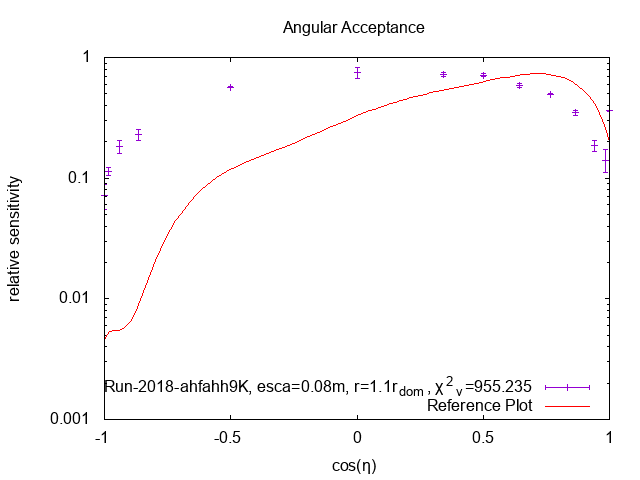 Angular Acceptance
relative sensitivity
1
0.1
0.01
0.001
Run-2018-ahfahh9K, esca=0.08m, r=1.1r_dom, χ²_ν=955.235
Reference Plot
-1 -0.5 0 0.5 1
cos(η)